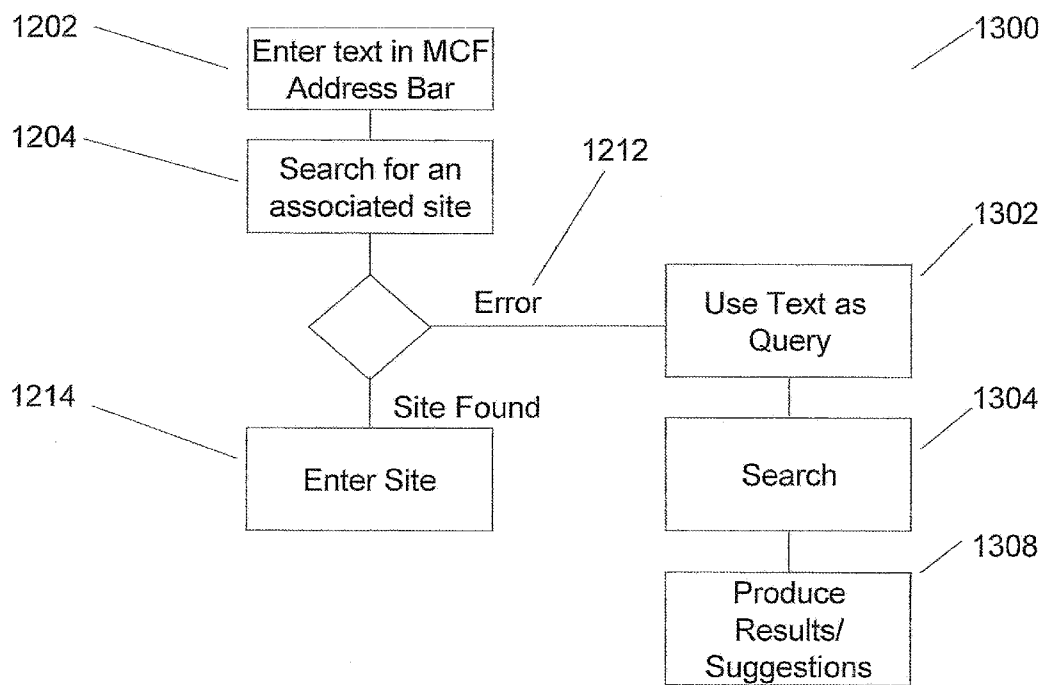 1202
Enter text in MCF
Address Bar
1300
1204
Search for an
associated site
1212
1302
Use Text as
Query
Error
1214
Site Found
Enter Site
1304
Search
1308
Produce
Results/
Suggestions